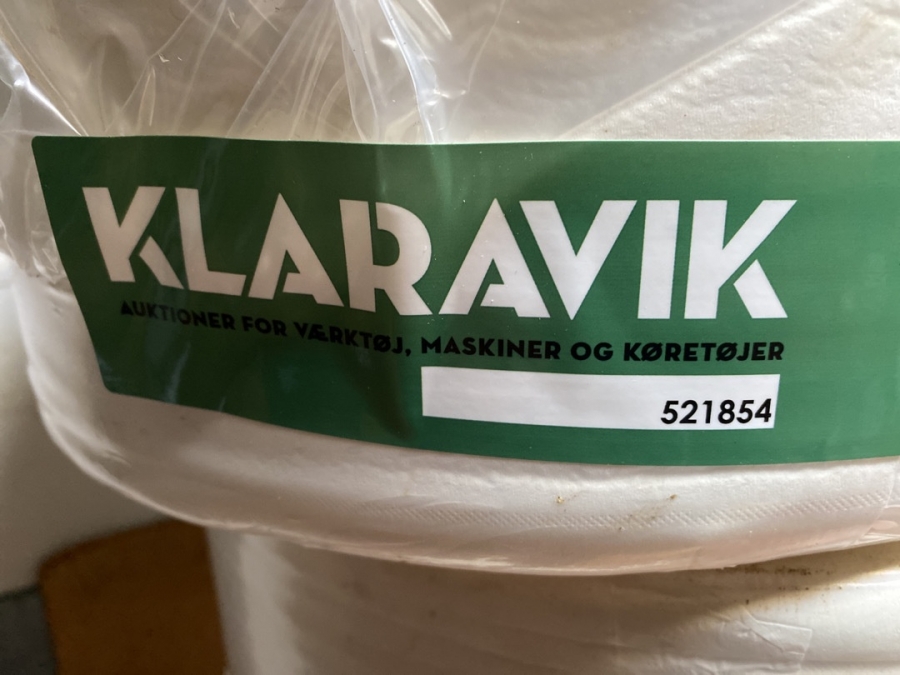 KLARAVIK
AUKTIONER FOR VÆRKTØJ, MASKINER OG KØRETØJER
521854